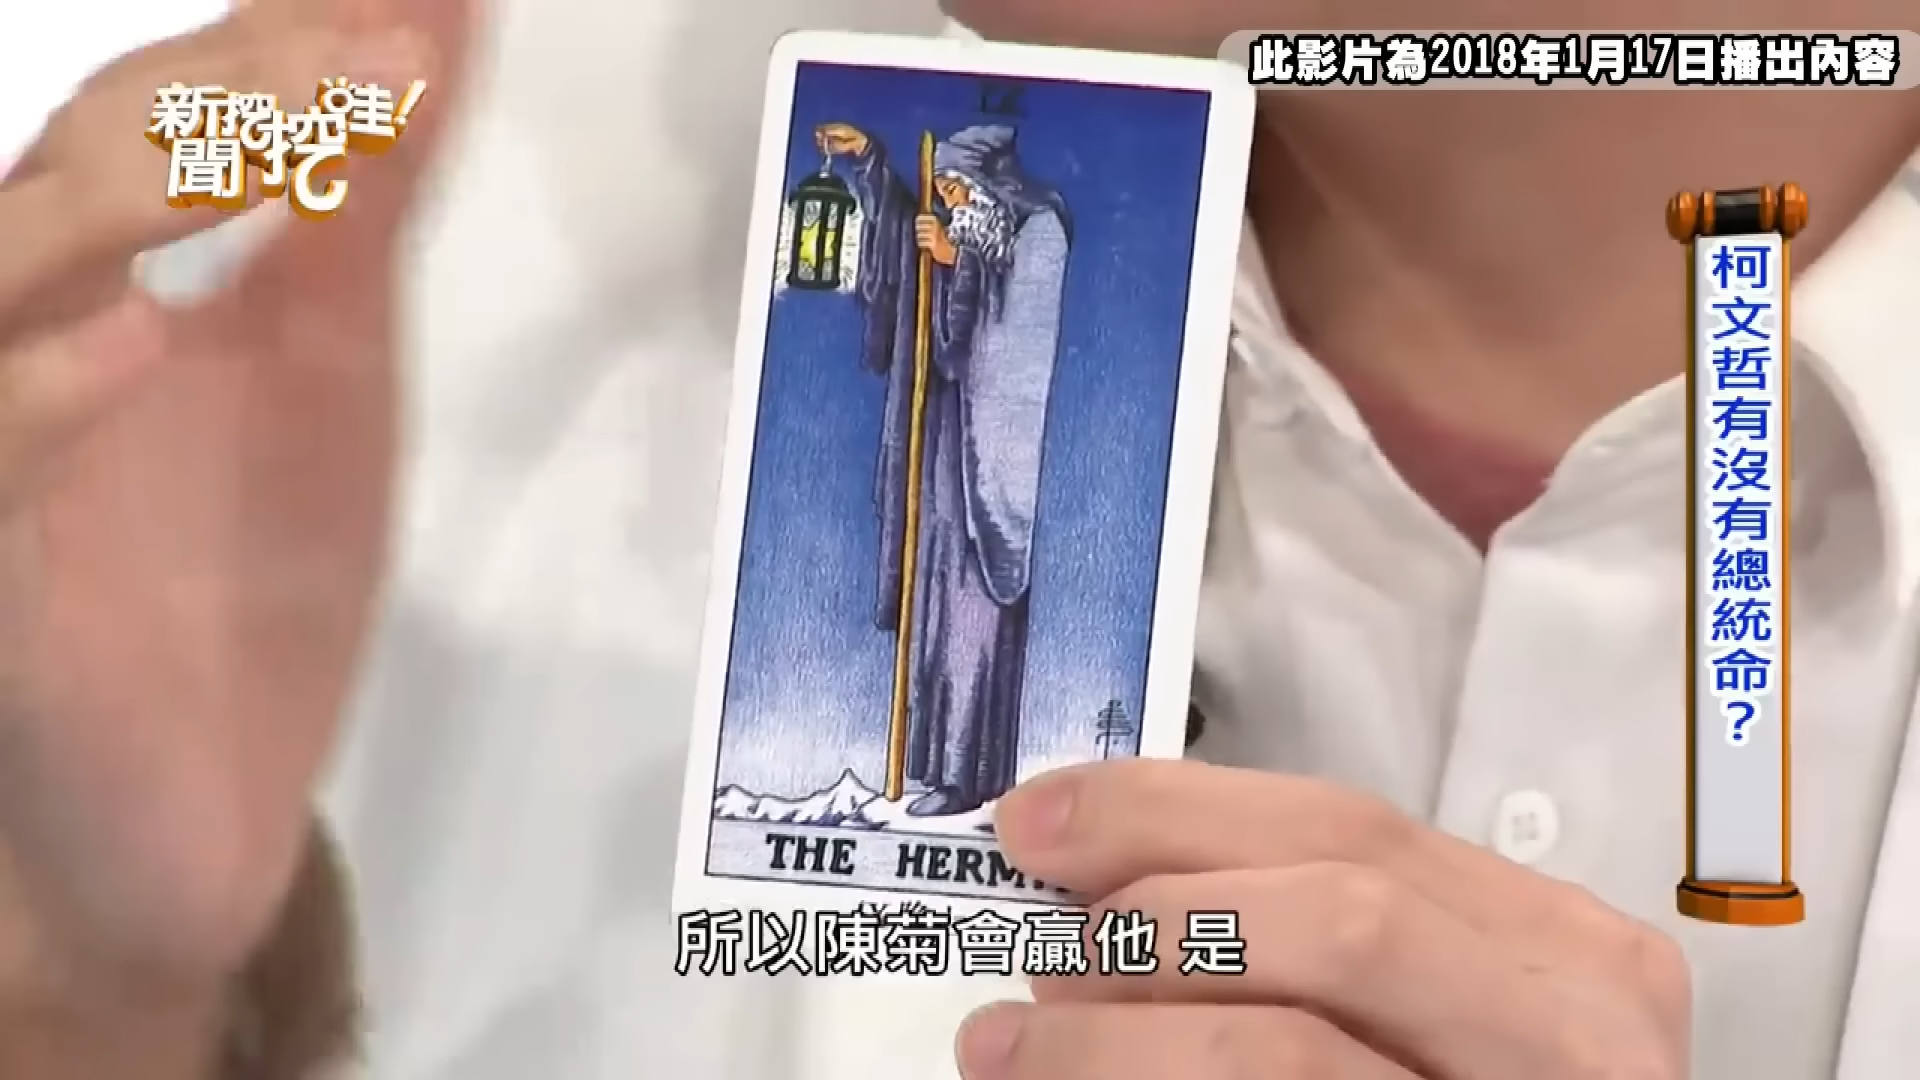 此影片為2018年1月17日播出內容
新聞挖挖哇!
柯文哲有沒有總統命?
IX
THE HERMIT
所以陳菊會贏他 是